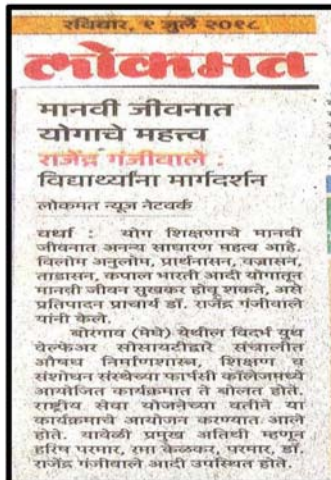 रविवार, १ जुलै २०१८
लोकमत
मानवी जीवनात
योगाचे महत्त्व
राजेंद्र गंजीवाले :
विद्यार्थ्यांना मार्गदर्शन
लोकमत न्यूज नेटवर्क
वर्धा : योग शिक्षणाचे मानवी
जीवनात अनन्य साधारण महत्व आहे.
विलोम अनुलोम, प्रार्थनासन, वज्रासन,
ताडासन, कपाल भारती आदी योगातून
मानवी जीवन सुखकर होवू शकते, असे
प्रतिपादन प्राचार्य डॉ. राजेंद्र गंजीवाले
यांनी केले.
बोरगाव (मेघे) येथील विदर्भ युथ
वेल्फेअर सोसायटीद्वारे संचालीत
औषध निर्माणशास्त्र, शिक्षण व
संशोधन संस्थेच्या फार्मसी कॉलेजमध्ये
आयोजित कार्यक्रमात ते बोलत होते.
राष्ट्रीय सेवा योजनेच्या वतीने या
कार्यक्रमाचे आयोजन करण्यात आले
होते. यावेळी प्रमुख अतिथी म्हणून
हरिष परमार, रमा केळकर, परमार, डॉ.
राजेंद्र गंजीवाले आदी उपस्थित होते.